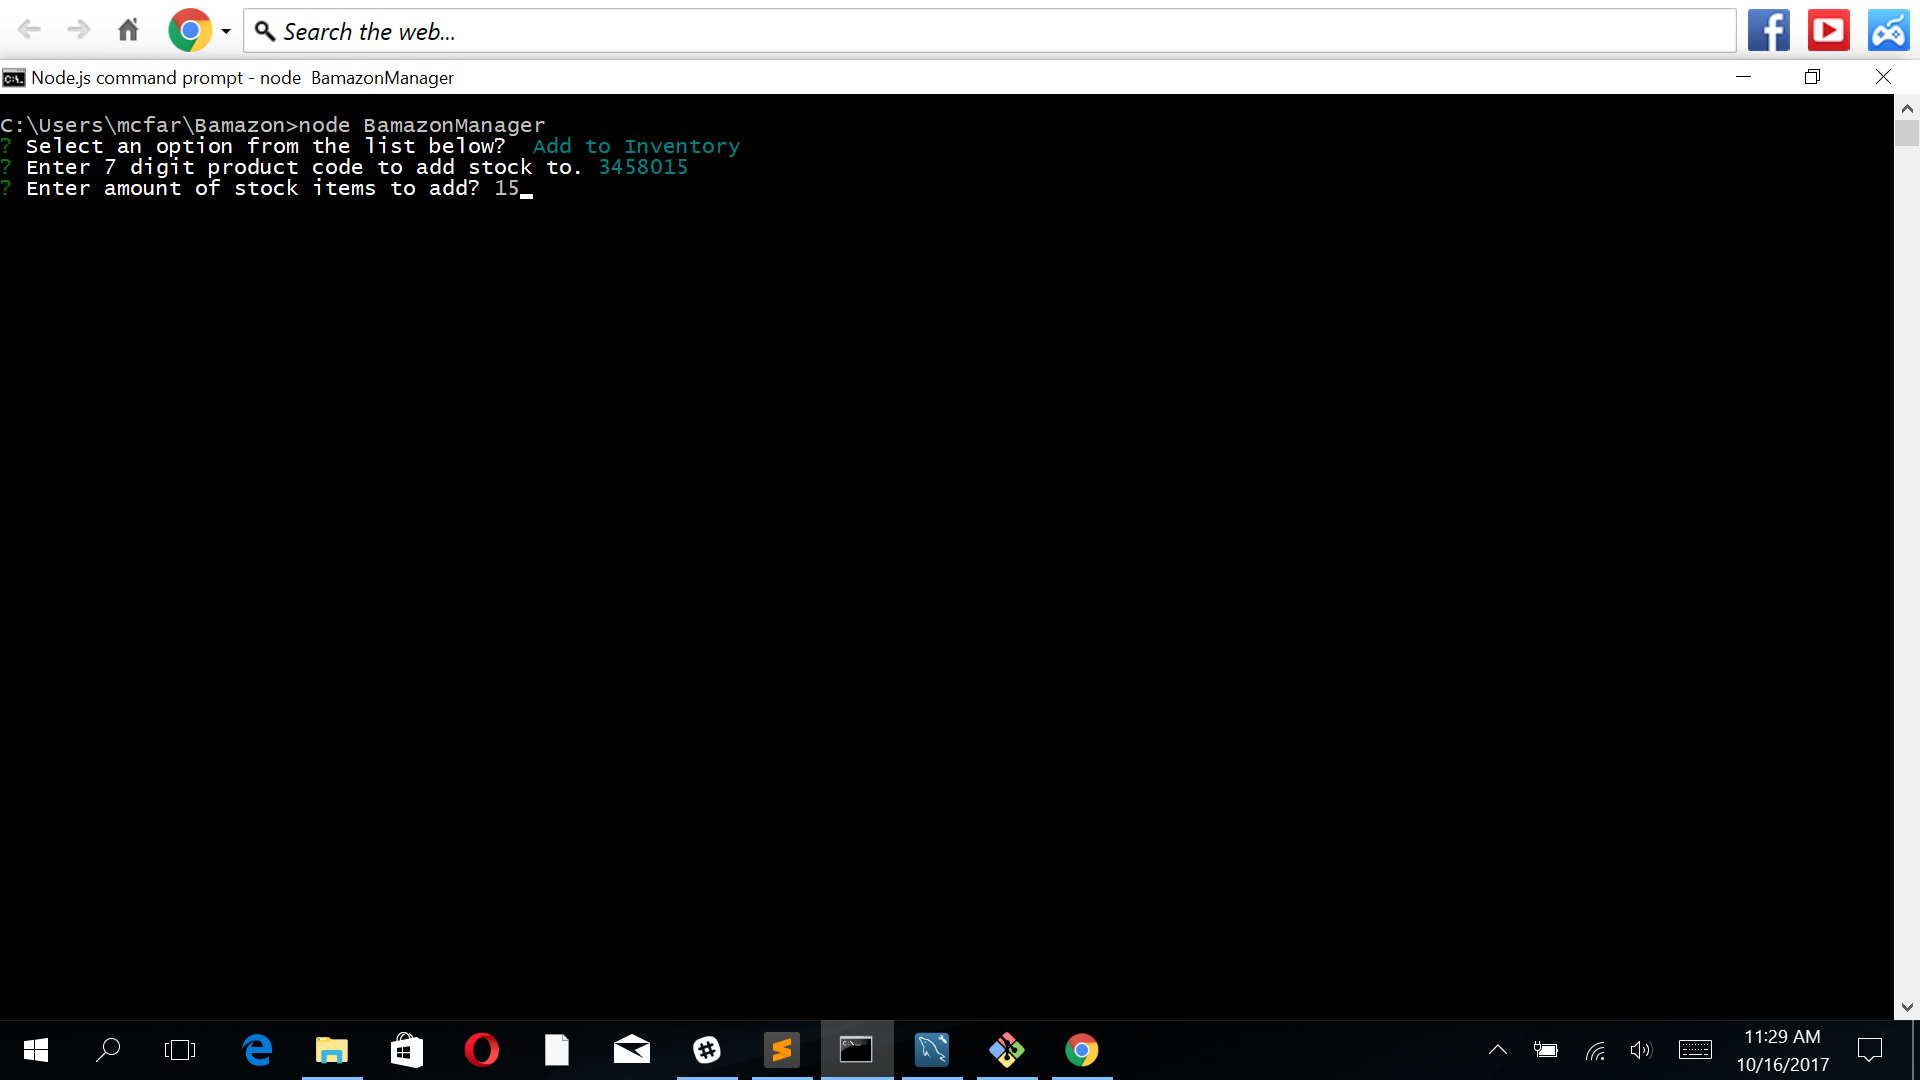 Search the web...
Node.js command prompt - node  BamazonManager
C:\Users\mcfar\Bamazon>node BamazonManager
? Select an option from the list below?  Add to Inventory
? Enter 7 digit product code to add stock to. 3458015
? Enter amount of stock items to add? 15
11:29 AM
10/16/2017